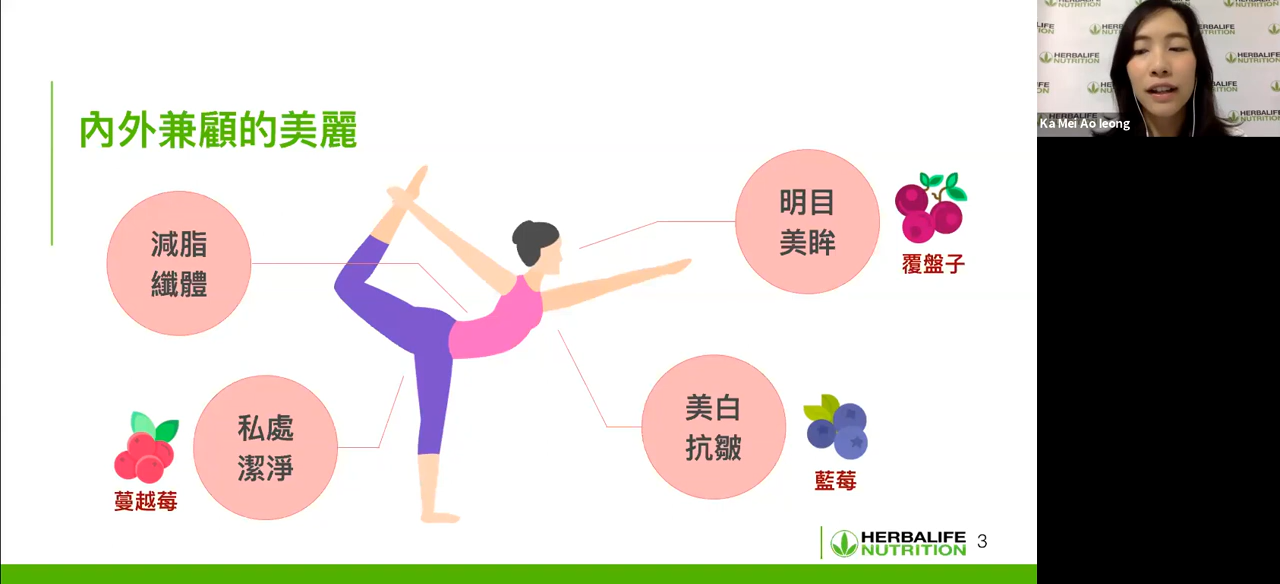 內外兼顧的美麗
減脂
纖體
明目
美眸
覆盤子
私處
潔淨
蔓越莓
美白
抗皺
藍莓
HERBALIFE
NUTRITION
3
Ka Mei Ao Ieong
HERBALIFE
NUTRITION